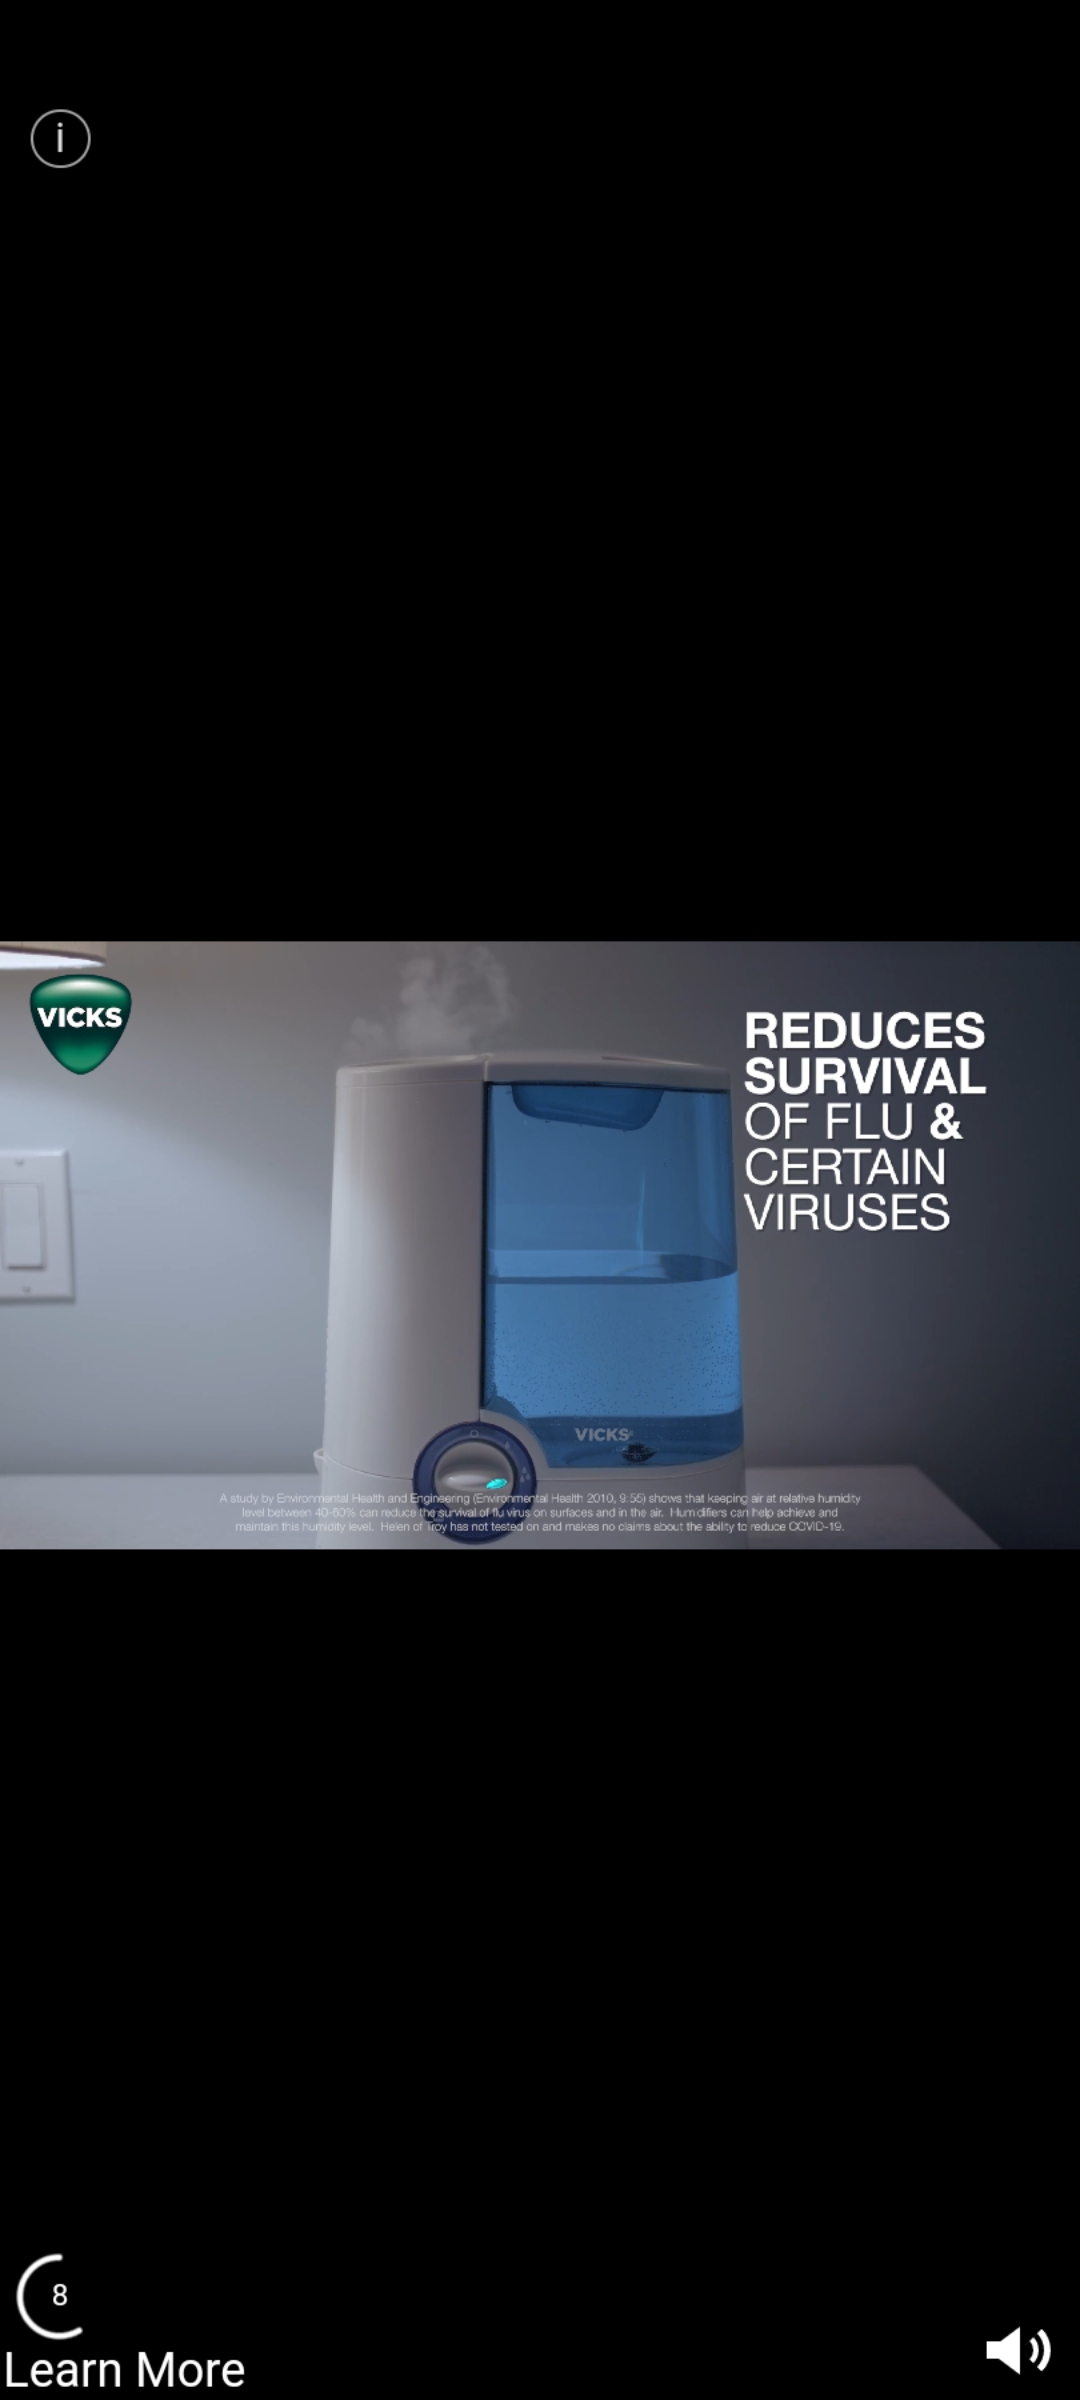 i
VICKS
REDUCES
SURVIVAL
OF FLU &
CERTAIN
VIRUSES
VICKS
A study by Environmental Health and Engineering (Environmental Health 2010, 9:55) shows that keeping air at relative humidity
level between 40-60% can reduce the survival of flu virus on surfaces and in the air. Humidifiers can help achieve and
maintain this humidity level. Helen of Troy has not tested on and makes no claims about the ability to reduce COVID-19.
8
Learn More